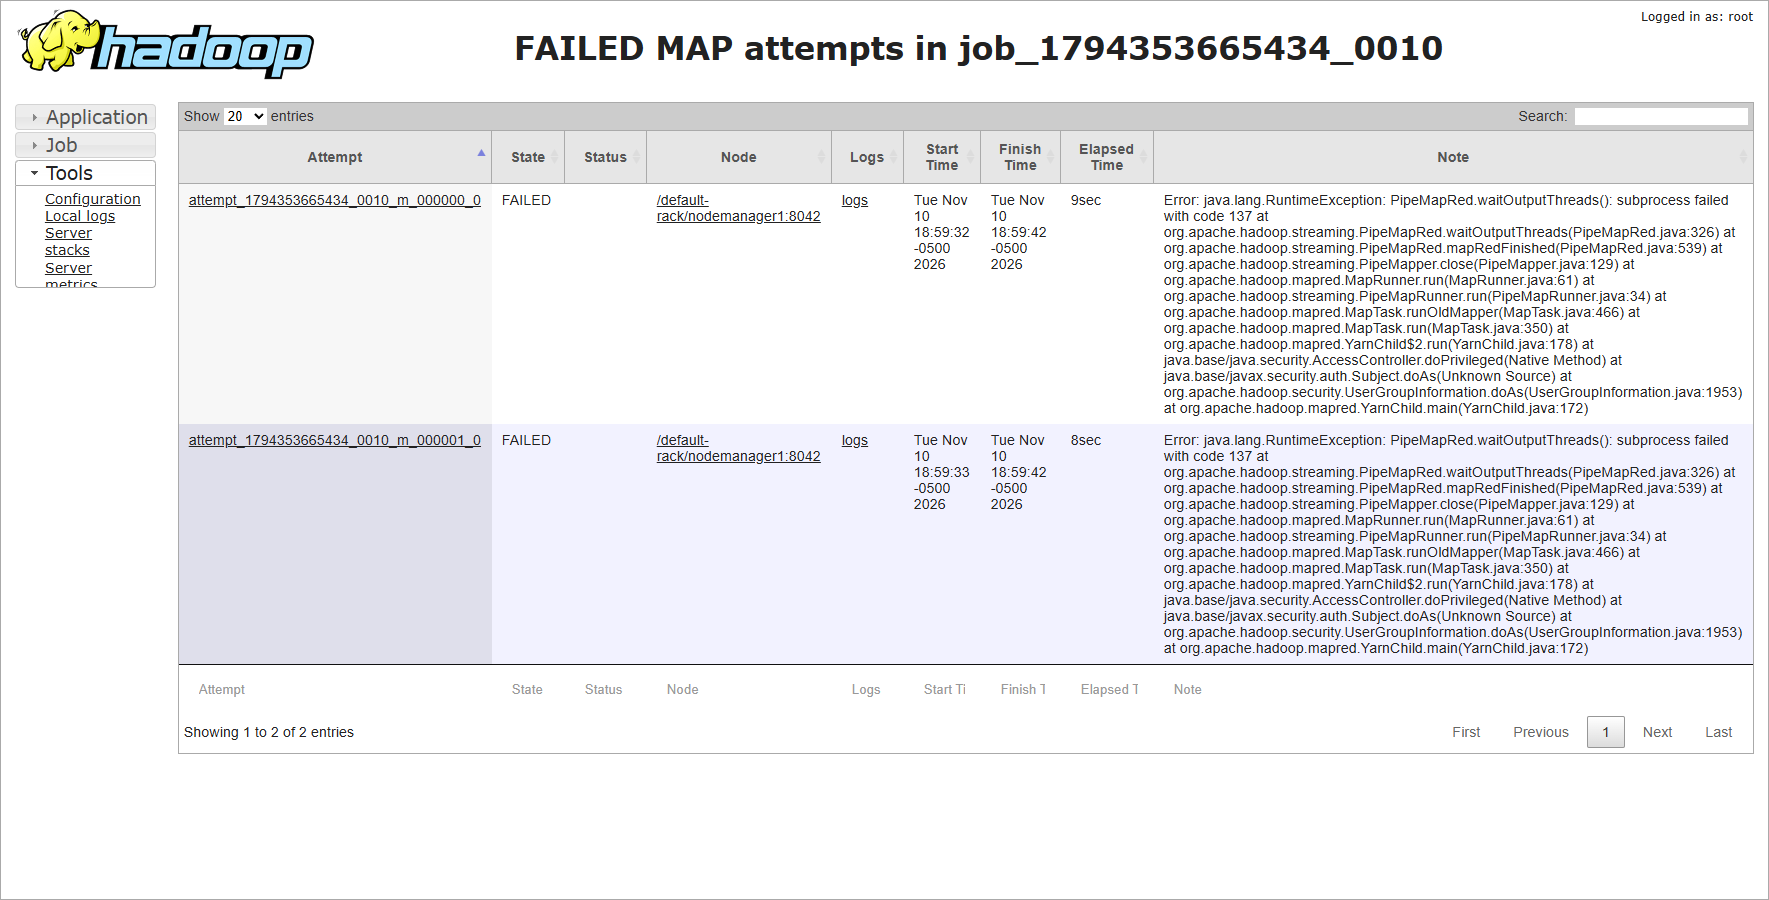 Logged in as: root
hadoop
FAILED MAP attempts in job_1794353665434_0010
Application
Job
Tools
Configuration
Local logs
Server
stacks
Server
metrics
Show 20 entries
Search:
Attempt State Status Node Logs Start Time Finish Time Elapsed Time Note
attempt_1794353665434_0010_m_000000_0
FAILED
/default-
rack/nodemanager1:8042
logs
Tue Nov
10
18:59:32
-0500
2026
Tue Nov
10
18:59:42
-0500
2026
9sec
Error: java.lang.RuntimeException: PipeMapRed.waitOutputThreads(): subprocess failed
with code 137 at
org.apache.hadoop.streaming.PipeMapRed.waitOutputThreads(PipeMapRed.java:326) at
org.apache.hadoop.streaming.PipeMapRed.mapRedFinished(PipeMapRed.java:539) at
org.apache.hadoop.streaming.PipeMapper.close(PipeMapper.java:129) at
org.apache.hadoop.mapred.MapRunner.run(MapRunner.java:61) at
org.apache.hadoop.streaming.PipeMapRunner.run(PipeMapRunner.java:34) at
org.apache.hadoop.mapred.MapTask.runOldMapper(MapTask.java:466) at
org.apache.hadoop.mapred.MapTask.run(MapTask.java:350) at
org.apache.hadoop.mapred.YarnChild$2.run(YarnChild.java:178) at
java.base/java.security.AccessController.doPrivileged(Native Method) at
java.base/javax.security.auth.Subject.doAs(Unknown Source) at
org.apache.hadoop.security.UserGroupInformation.doAs(UserGroupInformation.java:1953)
at org.apache.hadoop.mapred.YarnChild.main(YarnChild.java:172)
attempt_1794353665434_0010_m_000001_0
FAILED
/default-
rack/nodemanager1:8042
logs
Tue Nov
10
18:59:33
-0500
2026
Tue Nov
10
18:59:42
-0500
2026
8sec
Error: java.lang.RuntimeException: PipeMapRed.waitOutputThreads(): subprocess failed
with code 137 at
org.apache.hadoop.streaming.PipeMapRed.waitOutputThreads(PipeMapRed.java:326) at
org.apache.hadoop.streaming.PipeMapRed.mapRedFinished(PipeMapRed.java:539) at
org.apache.hadoop.streaming.PipeMapper.close(PipeMapper.java:129) at
org.apache.hadoop.mapred.MapRunner.run(MapRunner.java:61) at
org.apache.hadoop.streaming.PipeMapRunner.run(PipeMapRunner.java:34) at
org.apache.hadoop.mapred.MapTask.runOldMapper(MapTask.java:466) at
org.apache.hadoop.mapred.MapTask.run(MapTask.java:350) at
org.apache.hadoop.mapred.YarnChild$2.run(YarnChild.java:178) at
java.base/java.security.AccessController.doPrivileged(Native Method) at
java.base/javax.security.auth.Subject.doAs(Unknown Source) at
org.apache.hadoop.security.UserGroupInformation.doAs(UserGroupInformation.java:1953)
at org.apache.hadoop.mapred.YarnChild.main(YarnChild.java:172)
Attempt State Status Node Logs Start Ti Finish T Elapsed T Note
Showing 1 to 2 of 2 entries
First Previous 1 Next Last